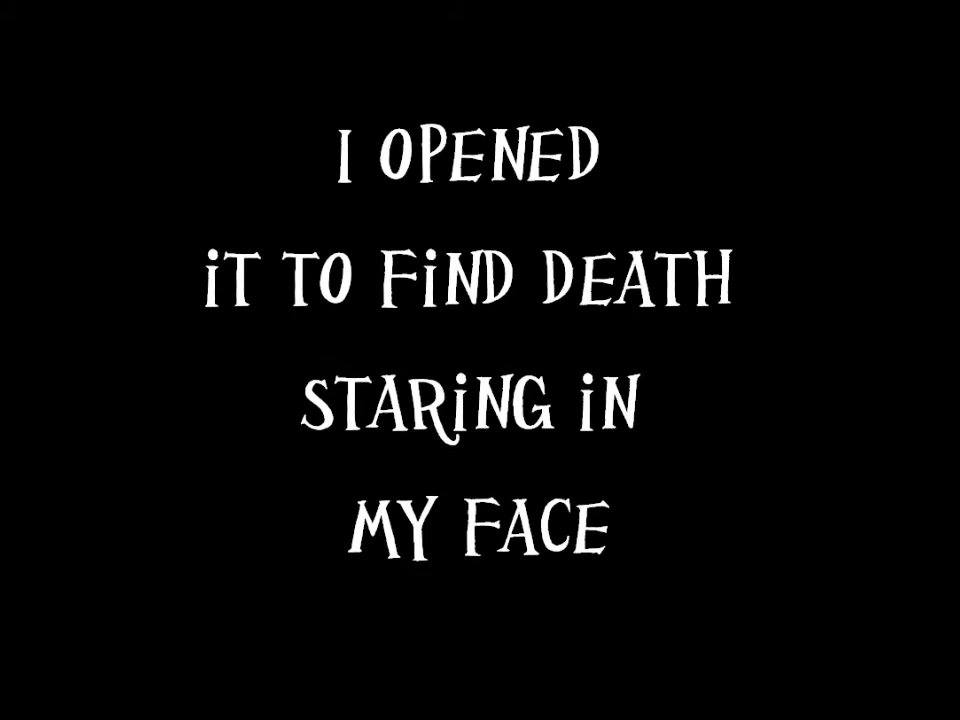 I OPENED
iT TO FiND DEATH
STARiNG iN
MY FACE